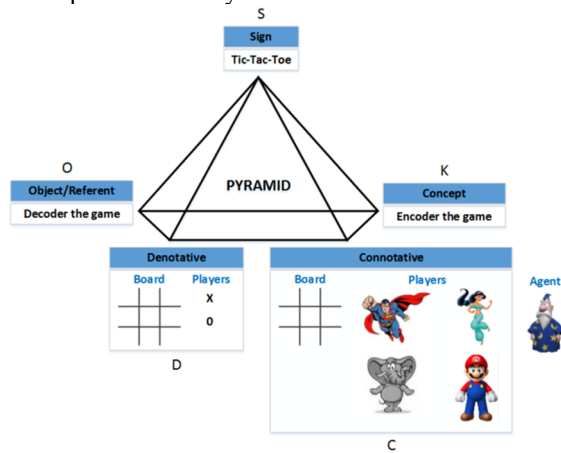 S
Sign
Tic-Tac-Toe
O
K
Object/Referent
Concept
PYRAMID
Decoder the game
Encoder the game
Denotative
Connotative
Board Players
Board Players Agent
X
0
D
C